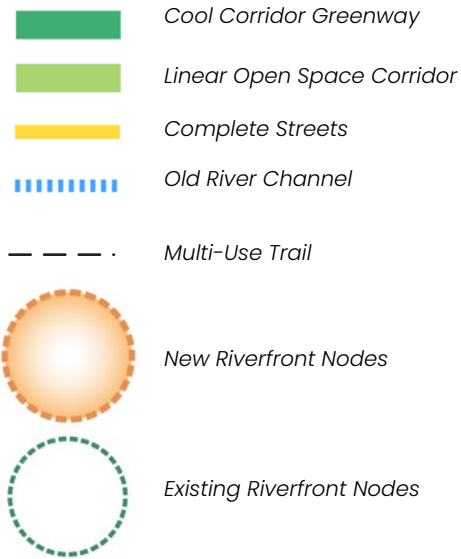 Cool Corridor Greenway
Linear Open Space Corridor
Complete Streets
Old River Channel
Multi-Use Trail
New Riverfront Nodes
Existing Riverfront Nodes